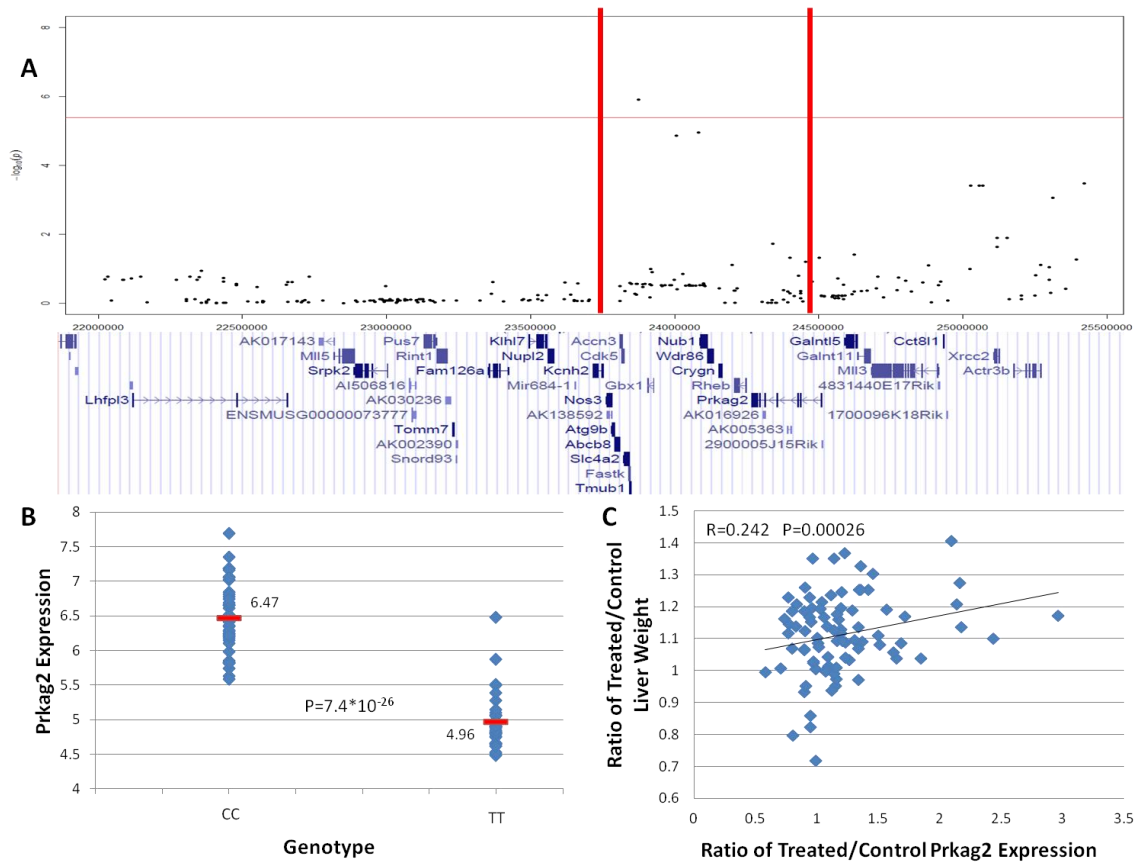 A
8
6
4
2
0
-log10(p)
22000000 22500000 23000000 23500000 24000000 24500000 25000000 25500000
AK017143 Pus7 Klhl7 Accn3 Nub1 Galntl5 Cct8l1
Mll5 Rint1 Nupl2 Cdk5 Wdr86 Galnt11 Xrcc2
Srpk2 Fam126a Kcnh2 Crygn Mll3 Actr3b
AI506816 Mir684-1 Gbx1 Rheb 4831440E17Rik
Lhfpl3 AK030236 Nos3 Prkag2
ENSMUSG00000073777 AK138592 AK016926 1700096K18Rik
Tomm7 Atg9b AK005363
AK002390 Abcb8 2900005J15Rik
Snord93 Slc4a2
Fastk
Tmub1
B
8
7.5
7
6.5
6
5.5
5
4.5
4
Prkag2 Expression
6.47
P=7.4*10-26
4.96
CC TT
Genotype
C
R=0.242 P=0.00026
1.5
1.4
1.3
1.2
1.1
1
0.9
0.8
0.7
0.6
Ratio of Treated/Control
Liver Weight
0 0.5 1 1.5 2 2.5 3 3.5
Ratio of Treated/Control Prkag2 Expression